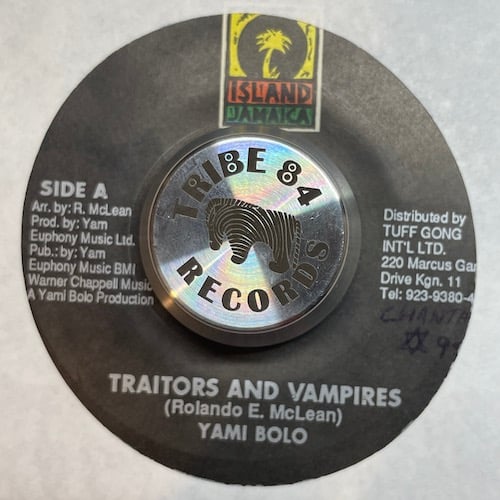 ISLAND
JAMAICA
TRIBE 84
RECORDS
SIDE A
Arr. by: R. McLean
Prod. by: Yam
Euphony Music Ltd.
Pub.: by: Yam
Euphony Music BMI
Warner Chappell Music
A Yami Bolo Production
Distributed by
TUFF GONG
INT'L LTD.
220 Marcus Gar
Drive Kgn. 11
Tel: 923-9380-4
TRAITORS AND VAMPIRES
(Rolando E. McLean)
YAMI BOLO